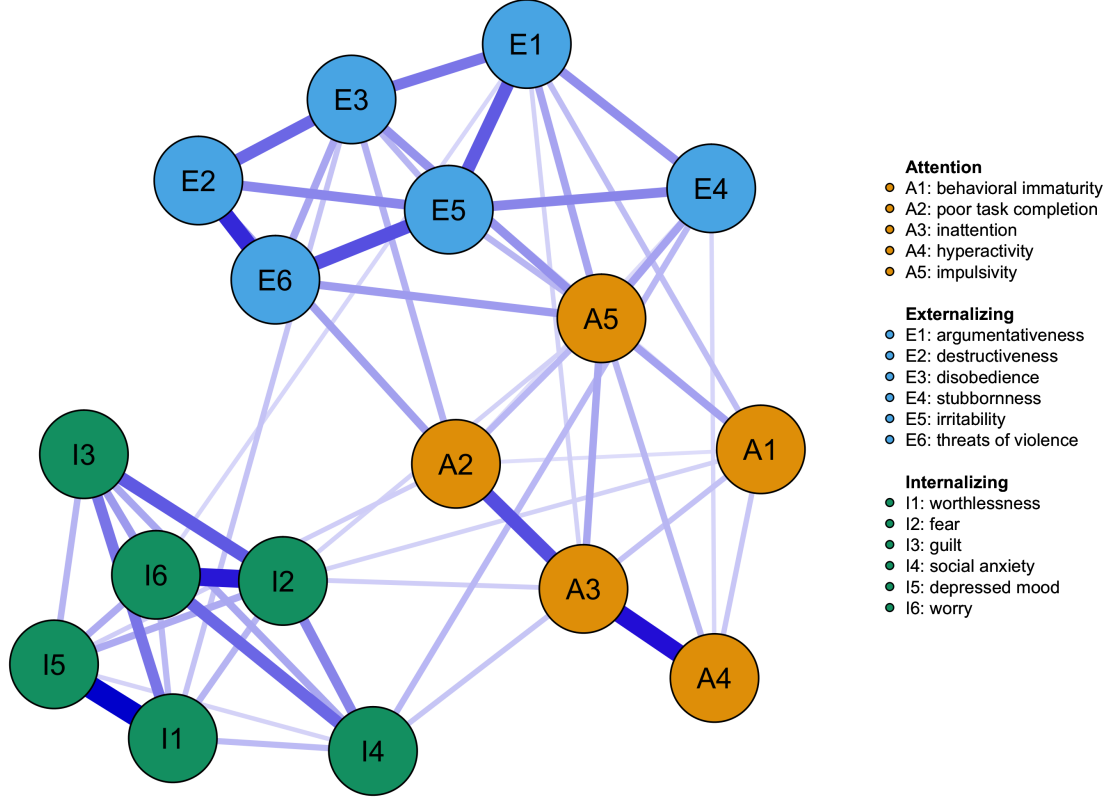 E1
E3
E2
E4
E5
E6
A5
I3
A2
A1
I6
I2
A3
I5
A4
I1
I4
Attention
A1: behavioral immaturity
A2: poor task completion
A3: inattention
A4: hyperactivity
A5: impulsivity
Externalizing
E1: argumentativeness
E2: destructiveness
E3: disobedience
E4: stubbornness
E5: irritability
E6: threats of violence
Internalizing
I1: worthlessness
I2: fear
I3: guilt
I4: social anxiety
I5: depressed mood
I6: worry